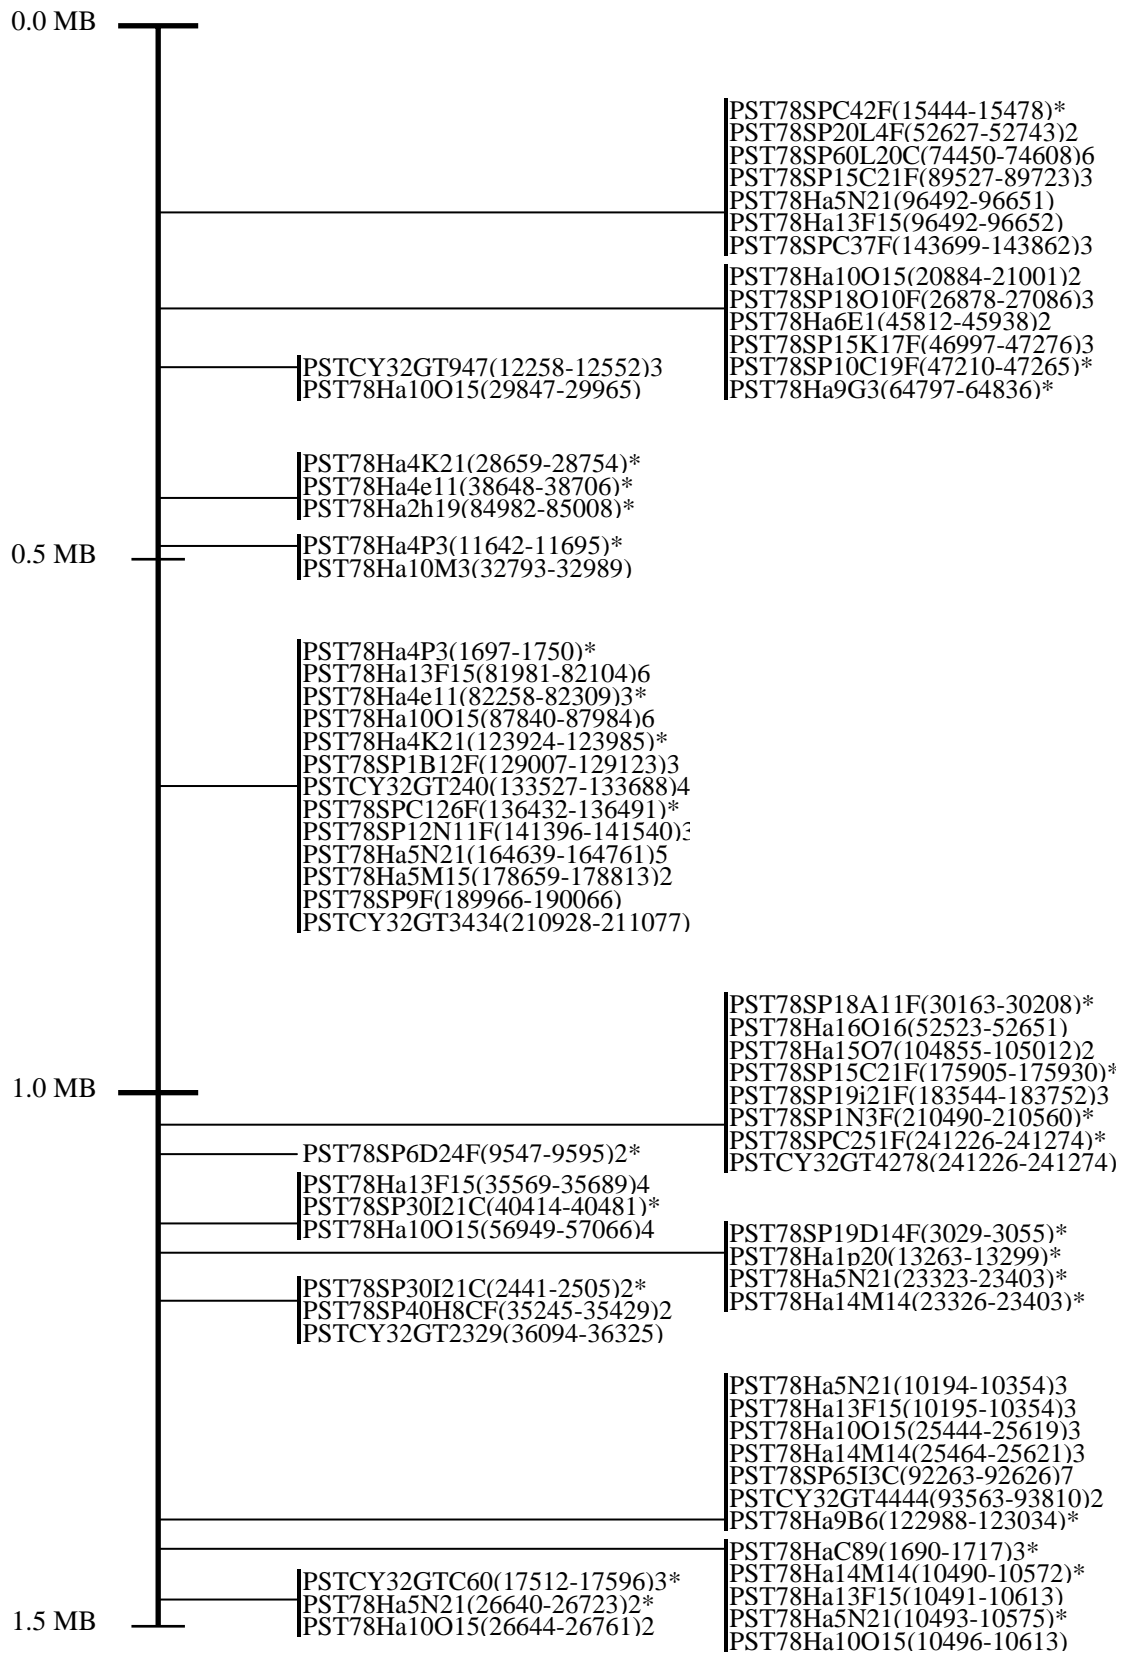 0.0 MB
PST78SPC42F(15444-15478)*
PST78SP20L4F(52627-52743)2
PST78SP60L20C(74450-74608)6
PST78SP15C21F(89527-89723)3
PST78Ha5N21(96492-96651)
PST78Ha13F15(96492-96652)
PST78SPC37F(143699-143862)3
PST78Ha10O15(20884-21001)2
PST78SP18O10F(26878-27086)3
PST78Ha6E1(45812-45938)2
PST78SP15K17F(46997-47276)3
PST78SP10C19F(47210-47265)*
PST78Ha9G3(64797-64836)*
PSTCY32GT947(12258-12552)3
PST78Ha10O15(29847-29965)
PST78Ha4K21(28659-28754)*
PST78Ha4e11(38648-38706)*
PST78Ha2h19(84982-85008)*
0.5 MB
PST78Ha4P3(11642-11695)*
PST78Ha10M3(32793-32989)
PST78Ha4P3(1697-1750)*
PST78Ha13F15(81981-82104)6
PST78Ha4e11(82258-82309)3*
PST78Ha10O15(87840-87984)6
PST78Ha4K21(123924-123985)*
PST78SP1B12F(129007-129123)3
PSTCY32GT240(133527-133688)4
PST78SPC126F(136432-136491)*
PST78SP12N11F(141396-141540)3
PST78Ha5N21(164639-164761)5
PST78Ha5M15(178659-178813)2
PST78SP9F(189966-190066)
PSTCY32GT3434(210928-211077)
1.0 MB
PST78SP18A11F(30163-30208)*
PST78Ha16O16(52523-52651)
PST78Ha15O7(104855-105012)2
PST78SP15C21F(175905-175930)*
PST78SP19i21F(183544-183752)3
PST78SP1N3F(210490-210560)*
PST78SPC251F(241226-241274)*
PSTCY32GT4278(241226-241274)
PST78SP6D24F(9547-9595)2*
PST78Ha13F15(35569-35689)4
PST78SP30I21C(40414-40481)*
PST78Ha10O15(56949-57066)4
PST78SP19D14F(3029-3055)*
PST78Ha1p20(13263-13299)*
PST78Ha5N21(23323-23403)*
PST78Ha14M14(23326-23403)*
PST78SP30I21C(2441-2505)2*
PST78SP40H8CF(35245-35429)2
PSTCY32GT2329(36094-36325)
PST78Ha5N21(10194-10354)3
PST78Ha13F15(10195-10354)3
PST78Ha10O15(25444-25619)3
PST78Ha14M14(25464-25621)3
PST78SP65I3C(92263-92626)7
PSTCY32GT4444(93563-93810)2
PST78Ha9B6(122988-123034)*
PST78HaC89(1690-1717)3*
PST78Ha14M14(10490-10572)*
PST78Ha13F15(10491-10613)
PST78Ha5N21(10493-10575)*
PST78Ha10O15(10496-10613)
PSTCY32GTC60(17512-17596)3*
PST78Ha5N21(26640-26723)2*
PST78Ha10O15(26644-26761)2
1.5 MB